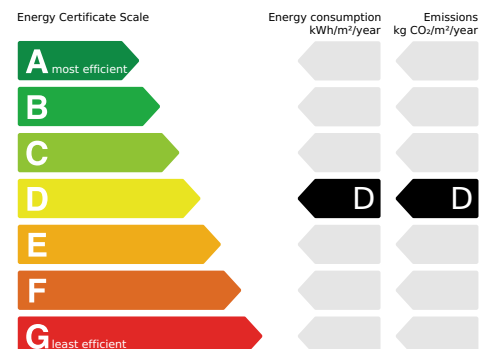 Energy Certificate Scale
Energy consumption
kWh/m²/year
Emissions
kg CO₂/m²/year
A most efficient
B
C
D D D
E
F
G least efficient